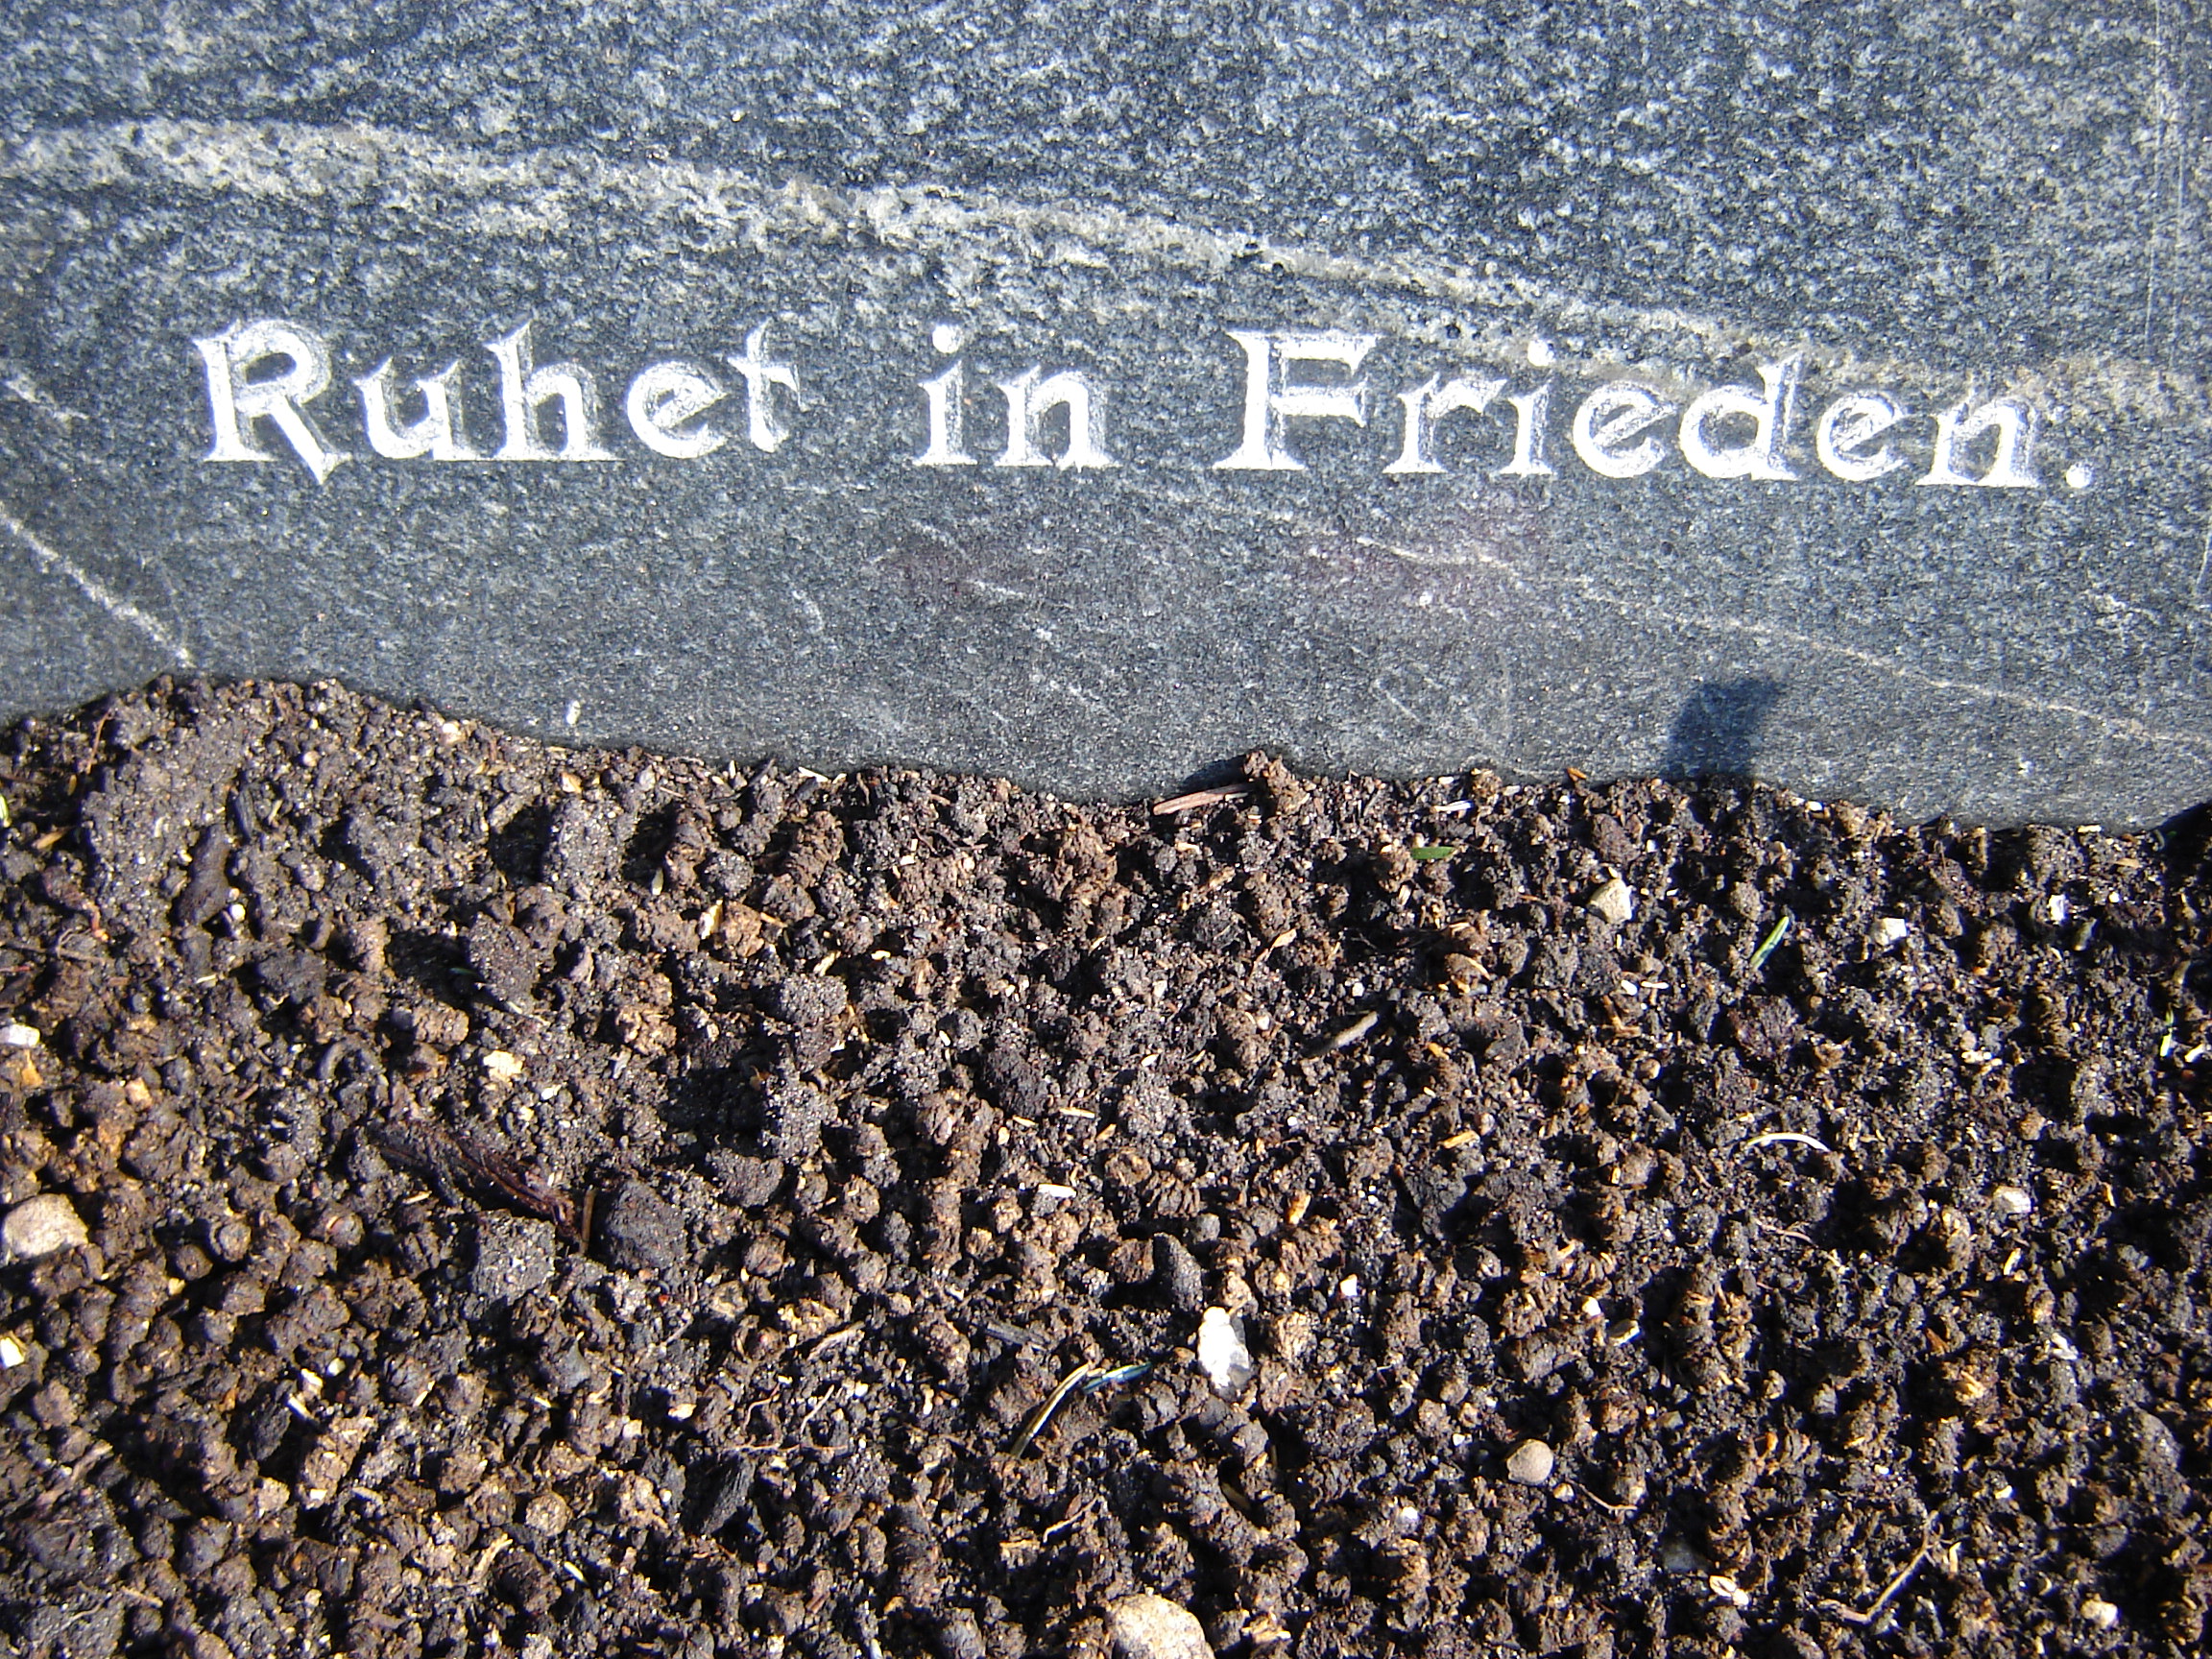 Ruhet in Frieden.